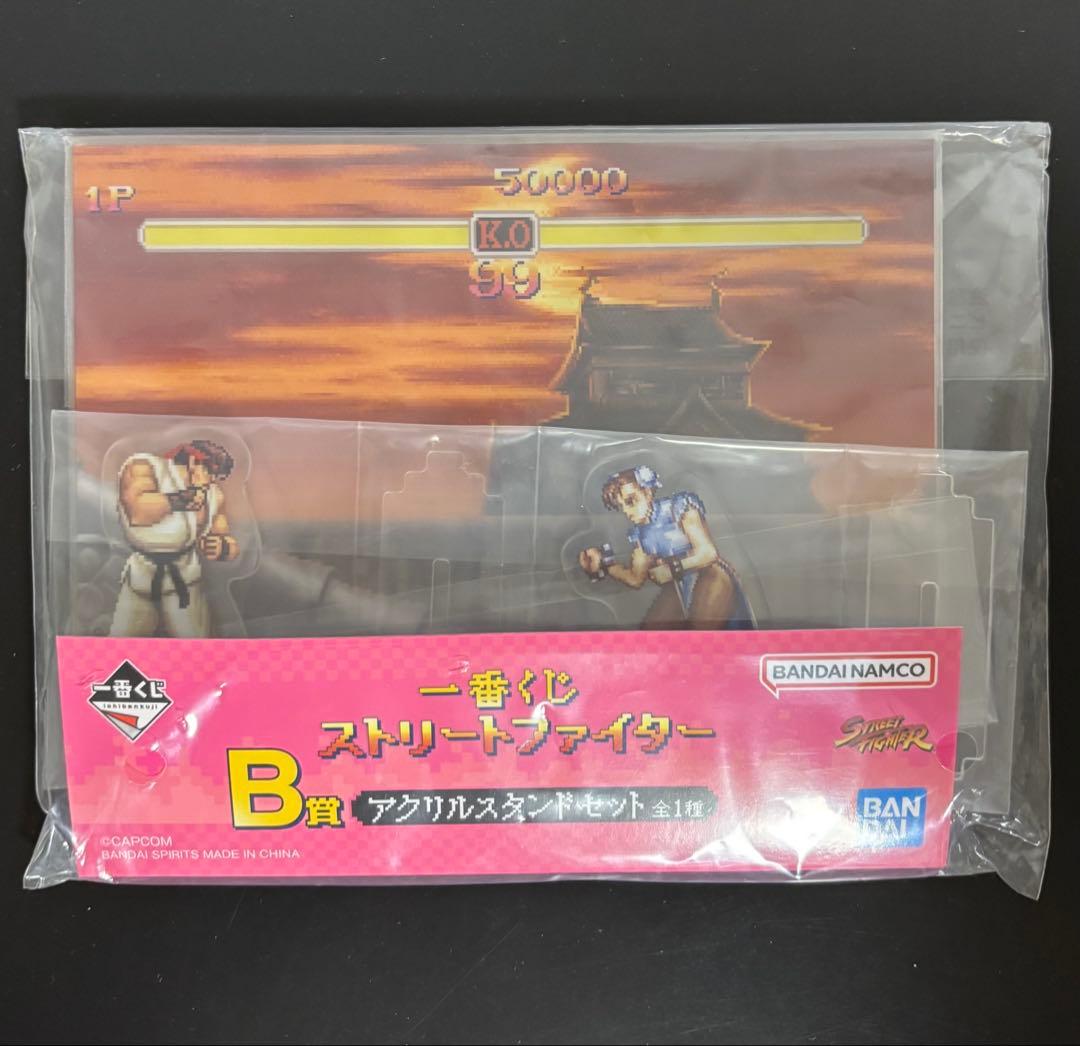 1P
50000
K.O
99
一番くじ
ichibankuji
一番くじ
ストリートファイター
BANDAI NAMCO
STREET
FIGHTER
B賞 アクリルスタンドセット 全1種
BAN
DAI
©CAPCOM
BANDAI SPIRITS MADE IN CHINA